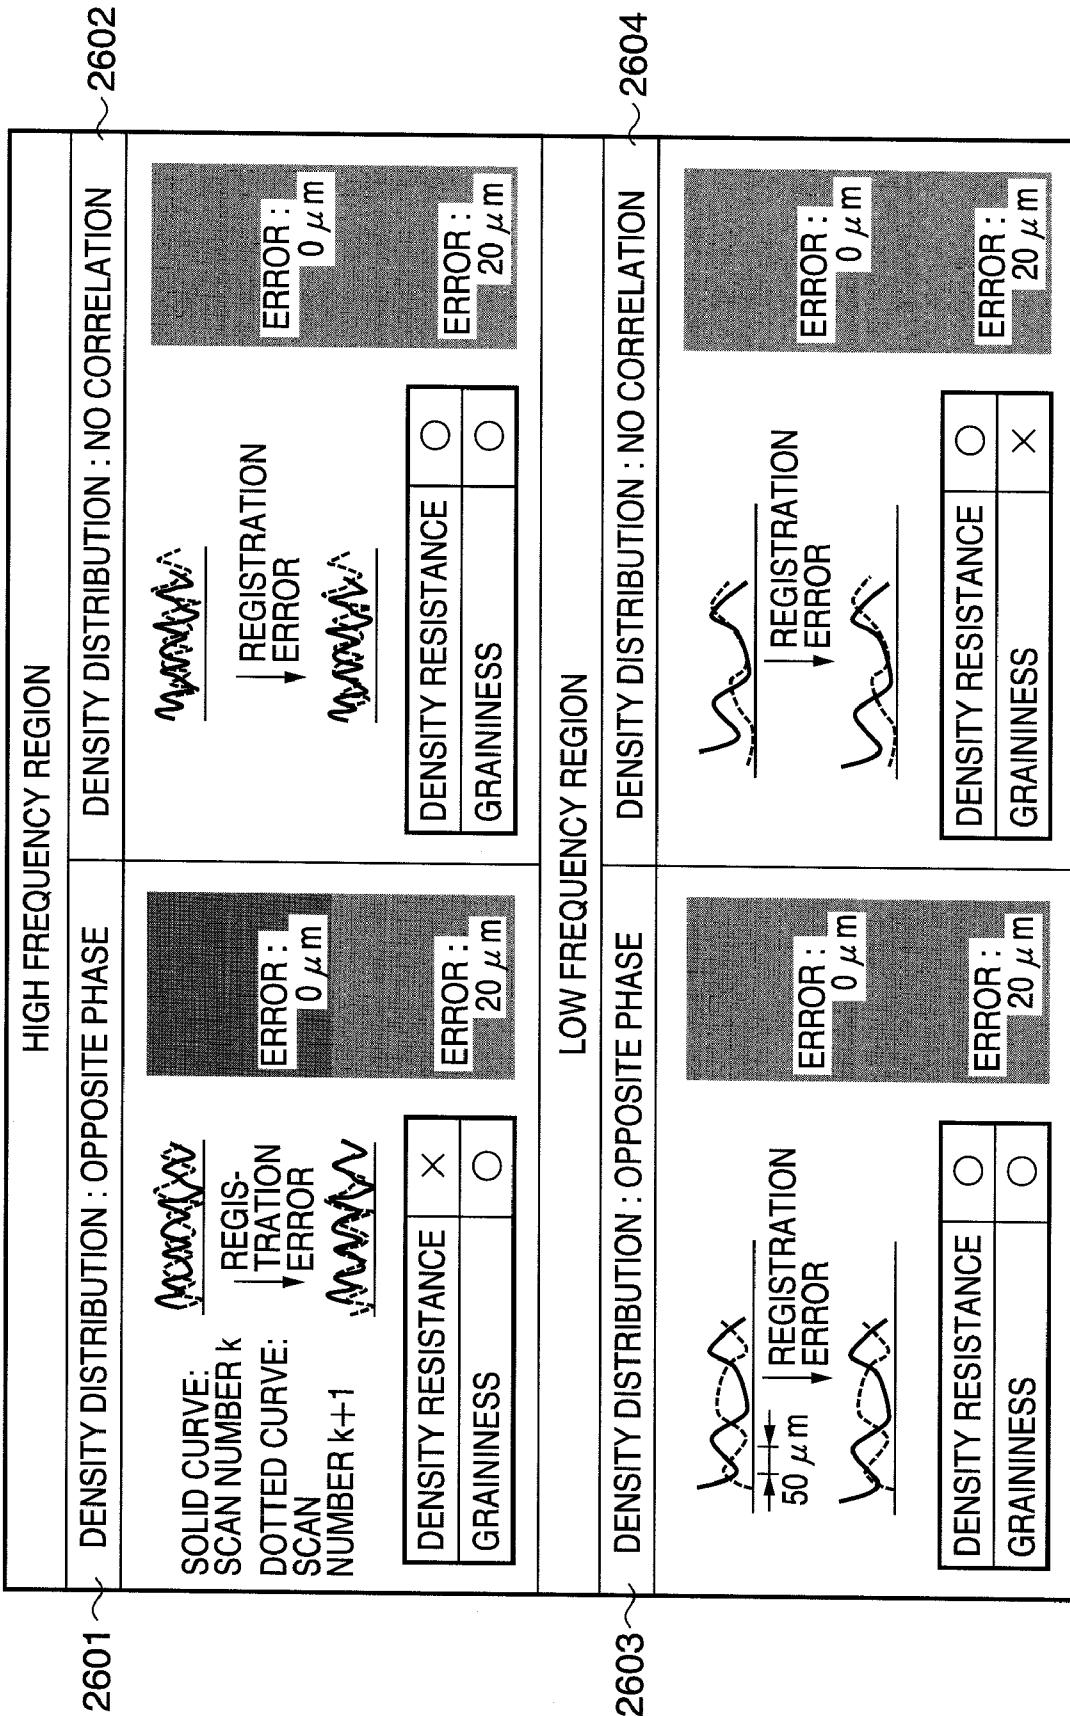 HIGH FREQUENCY REGION
2601
DENSITY DISTRIBUTION : OPPOSITE PHASE
SOLID CURVE:
SCAN NUMBER k
DOTTED CURVE:
SCAN
NUMBER k+1
REGIS-
TRATION
ERROR
ERROR :
0 μm
ERROR :
20 μm
DENSITY RESISTANCE ×
GRAININESS ○
DENSITY DISTRIBUTION : NO CORRELATION
2602
REGISTRATION
ERROR
ERROR :
0 μm
ERROR :
20 μm
DENSITY RESISTANCE ○
GRAININESS ○
LOW FREQUENCY REGION
2603
DENSITY DISTRIBUTION : OPPOSITE PHASE
50 μm
REGISTRATION
ERROR
ERROR :
0 μm
ERROR :
20 μm
DENSITY RESISTANCE ○
GRAININESS ○
DENSITY DISTRIBUTION : NO CORRELATION
2604
REGISTRATION
ERROR
ERROR :
0 μm
ERROR :
20 μm
DENSITY RESISTANCE ○
GRAININESS ×